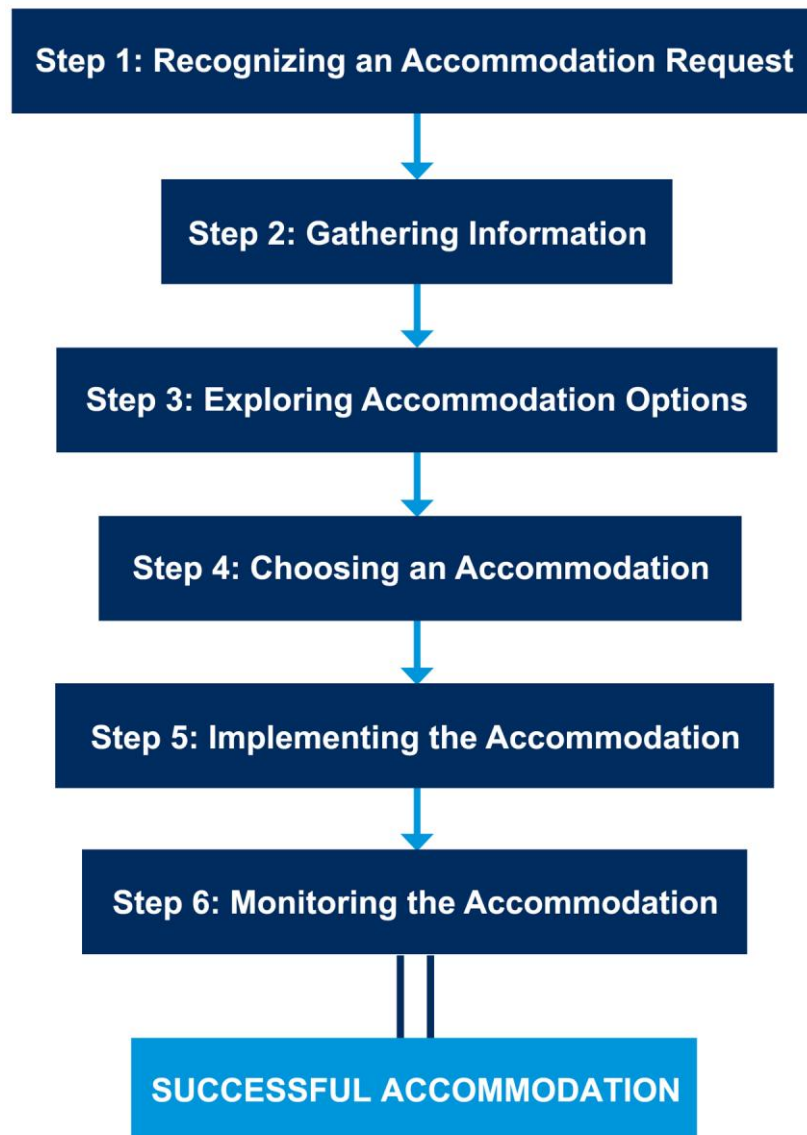 Step 1: Recognizing an Accommodation Request
Step 2: Gathering Information
Step 3: Exploring Accommodation Options
Step 4: Choosing an Accommodation
Step 5: Implementing the Accommodation
Step 6: Monitoring the Accommodation
SUCCESSFUL ACCOMMODATION